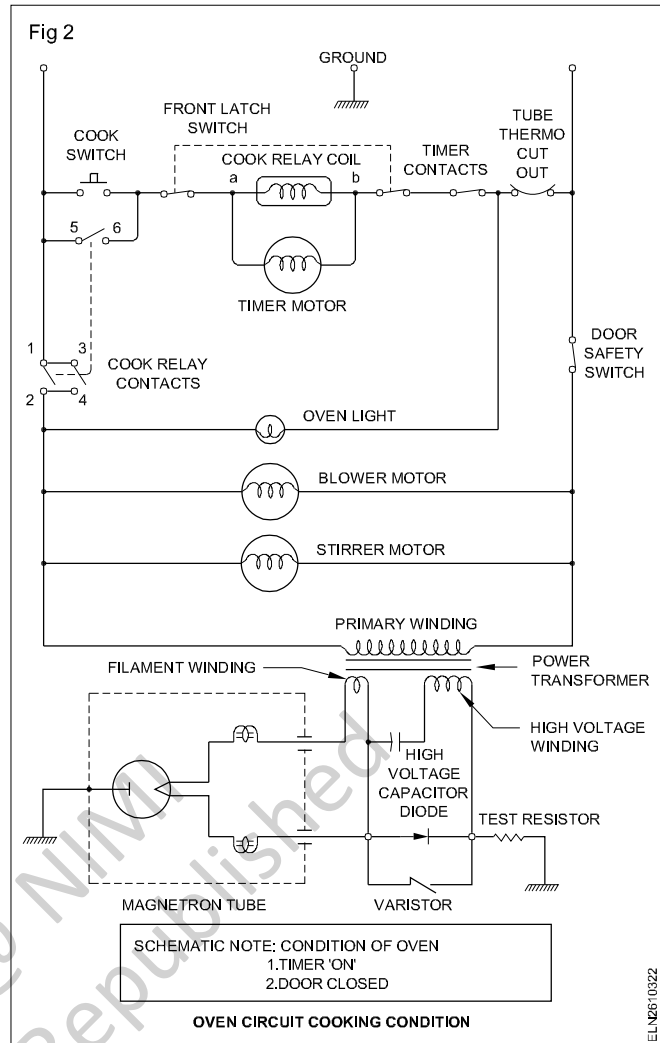 Fig 2
GROUND
FRONT LATCH
SWITCH
COOK
SWITCH
COOK RELAY COIL
TIMER
CONTACTS
TUBE
THERMO
CUT
OUT
a
b
5
6
TIMER MOTOR
1
3
COOK RELAY
CONTACTS
2
4
DOOR
SAFETY
SWITCH
OVEN LIGHT
BLOWER MOTOR
STIRRER MOTOR
PRIMARY WINDING
FILAMENT WINDING
POWER
TRANSFORMER
HIGH VOLTAGE
WINDING
HIGH
VOLTAGE
CAPACITOR
DIODE
TEST RESISTOR
MAGNETRON TUBE
VARISTOR
SCHEMATIC NOTE: CONDITION OF OVEN
1.TIMER 'ON'
2.DOOR CLOSED
OVEN CIRCUIT COOKING CONDITION
ELN2610322
@ NIMI
Republished